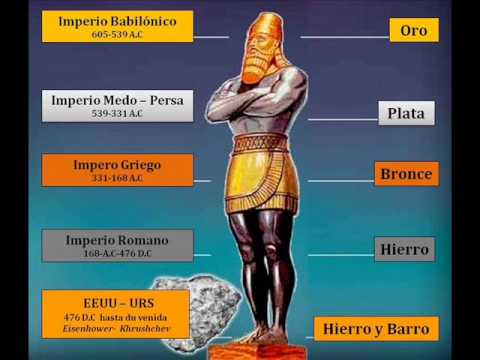 Imperio Babilónico
605-539 A.C
Oro
Imperio Medo – Persa
539-331 A.C
Plata
Impero Griego
331-168 A.C
Bronce
Imperio Romano
168-A.C-476 D.C
Hierro
EEUU – URS
476 D.C hasta du venida
Eisenhower- Khrushchev
Hierro y Barro